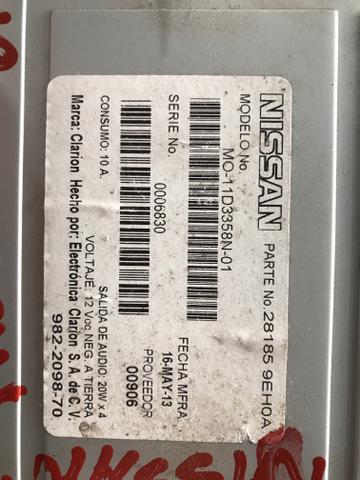 NISSAN PARTE No. 28185 9EH0A
MODELO No. MO-11D3358N-01
SERIE No. 0006830
FECHA MFRA. 16-MAY-13
PROVEEDOR 00906
CONSUMO: 10 A. SALIDA DE AUDIO: 20W x 4
VOLTAJE: 12 Voc NEG. A TIERRA
Marca: Clarion Hecho por: Electrónica Clarion S. A. de C. V.
982-2098-70